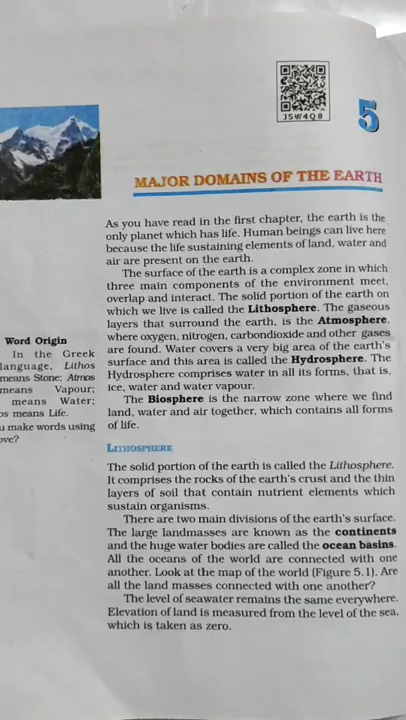 J5W4Q8
5
MAJOR DOMAINS OF THE EARTH
As you have read in the first chapter, the earth is the
only planet which has life. Human beings can live here
because the life sustaining elements of land, water and
air are present on the earth.
The surface of the earth is a complex zone in which
three main components of the environment meet,
overlap and interact. The solid portion of the earth on
which we live is called the Lithosphere. The gaseous
layers that surround the earth, is the Atmosphere,
where oxygen, nitrogen, carbondioxide and other gases
are found. Water covers a very big area of the earth's
surface and this area is called the Hydrosphere. The
Hydrosphere comprises water in all its forms, that is,
ice, water and water vapour.
The Biosphere is the narrow zone where we find
land, water and air together, which contains all forms
of life.
Word Origin
In the Greek
language, Lithos
means Stone; Atmos
means Vapour;
means Water;
means Life.
make words using
LITHOSPHERE
The solid portion of the earth is called the Lithosphere.
It comprises the rocks of the earth's crust and the thin
layers of soil that contain nutrient elements which
sustain organisms.
There are two main divisions of the earth's surface.
The large landmasses are known as the continents
and the huge water bodies are called the ocean basins.
All the oceans of the world are connected with one
another. Look at the map of the world (Figure 5.1). Are
all the land masses connected with one another?
The level of seawater remains the same everywhere.
Elevation of land is measured from the level of the sea,
which is taken as zero.